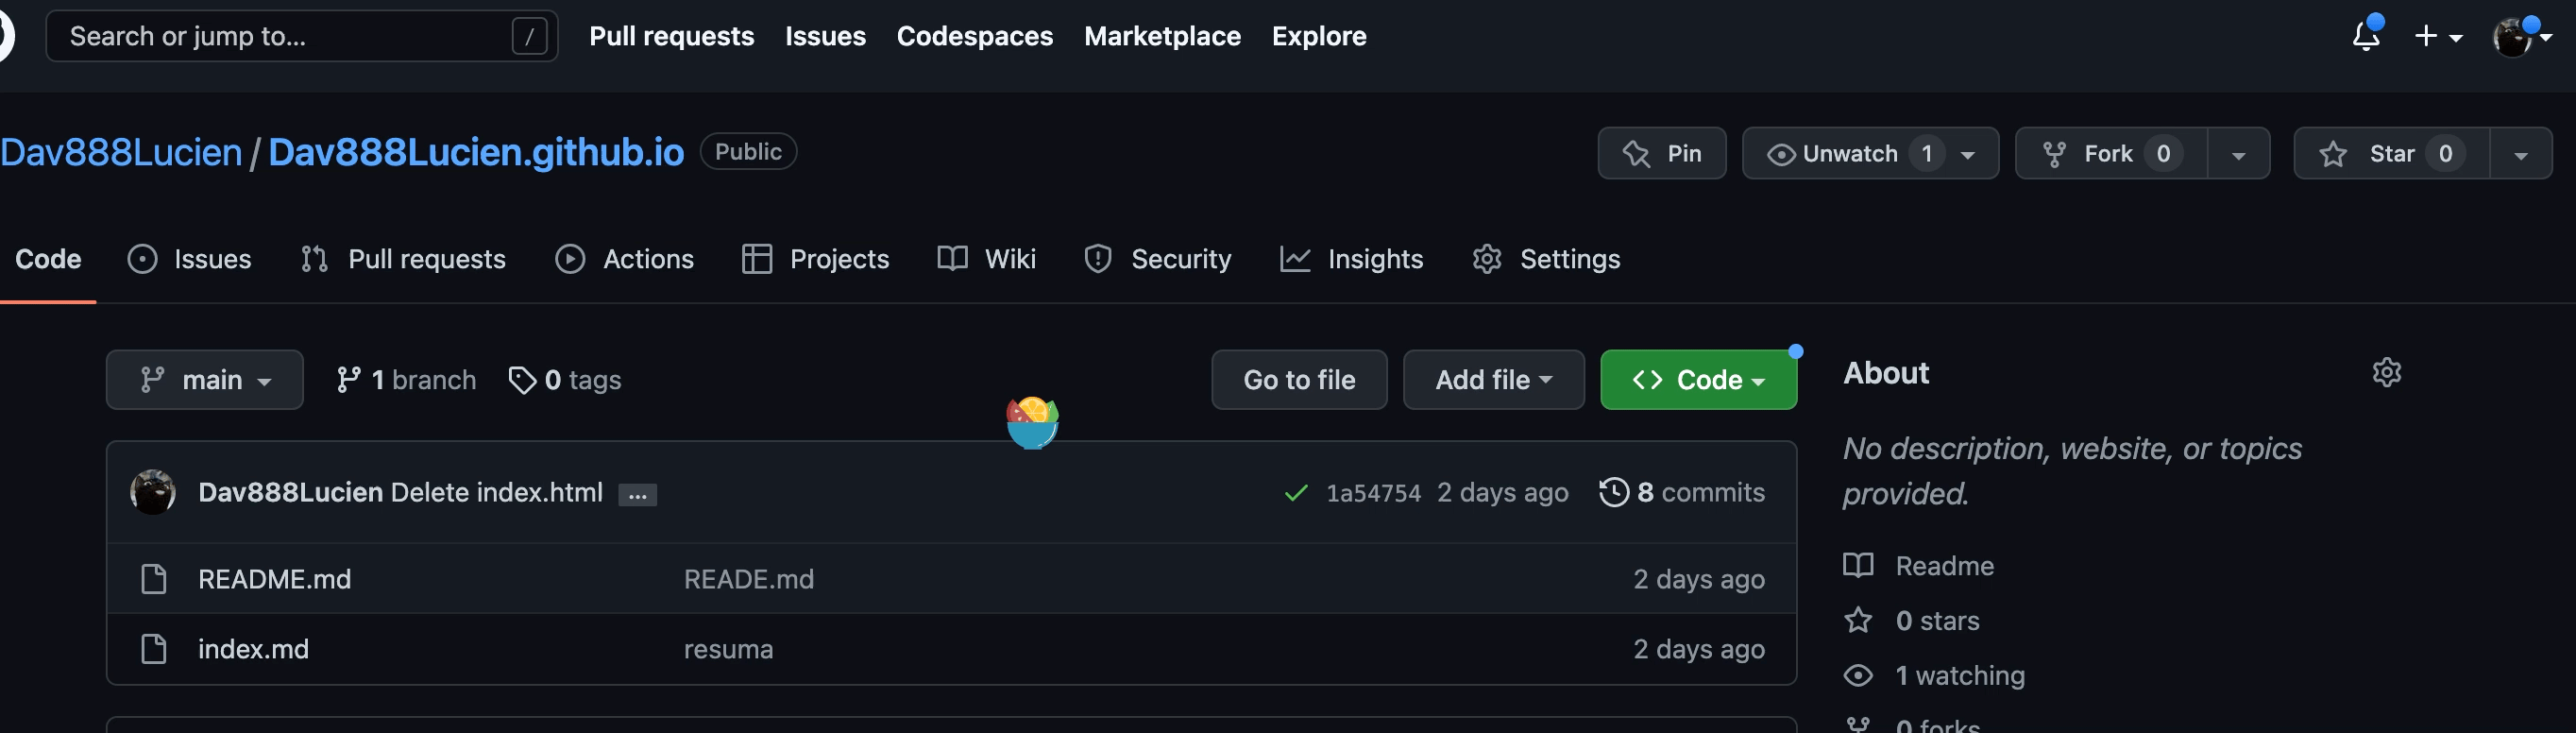 Search or jump to... /
Pull requests Issues Codespaces Marketplace Explore
Dav888Lucien / Dav888Lucien.github.io Public
Pin Unwatch 1 Fork 0 Star 0
Code Issues Pull requests Actions Projects Wiki Security Insights Settings
main 1 branch 0 tags
Go to file Add file <> Code
Dav888Lucien Delete index.html ... 1a54754 2 days ago 8 commits
README.md READE.md 2 days ago
index.md resuma 2 days ago
About
No description, website, or topics
provided.
Readme
0 stars
1 watching
0 forks